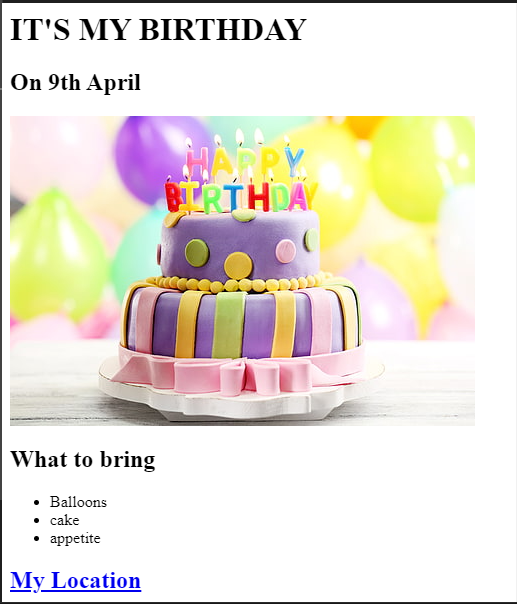 IT'S MY BIRTHDAY
On 9th April
HAPPY
BIRTHDAY
What to bring
Balloons
cake
appetite
My Location